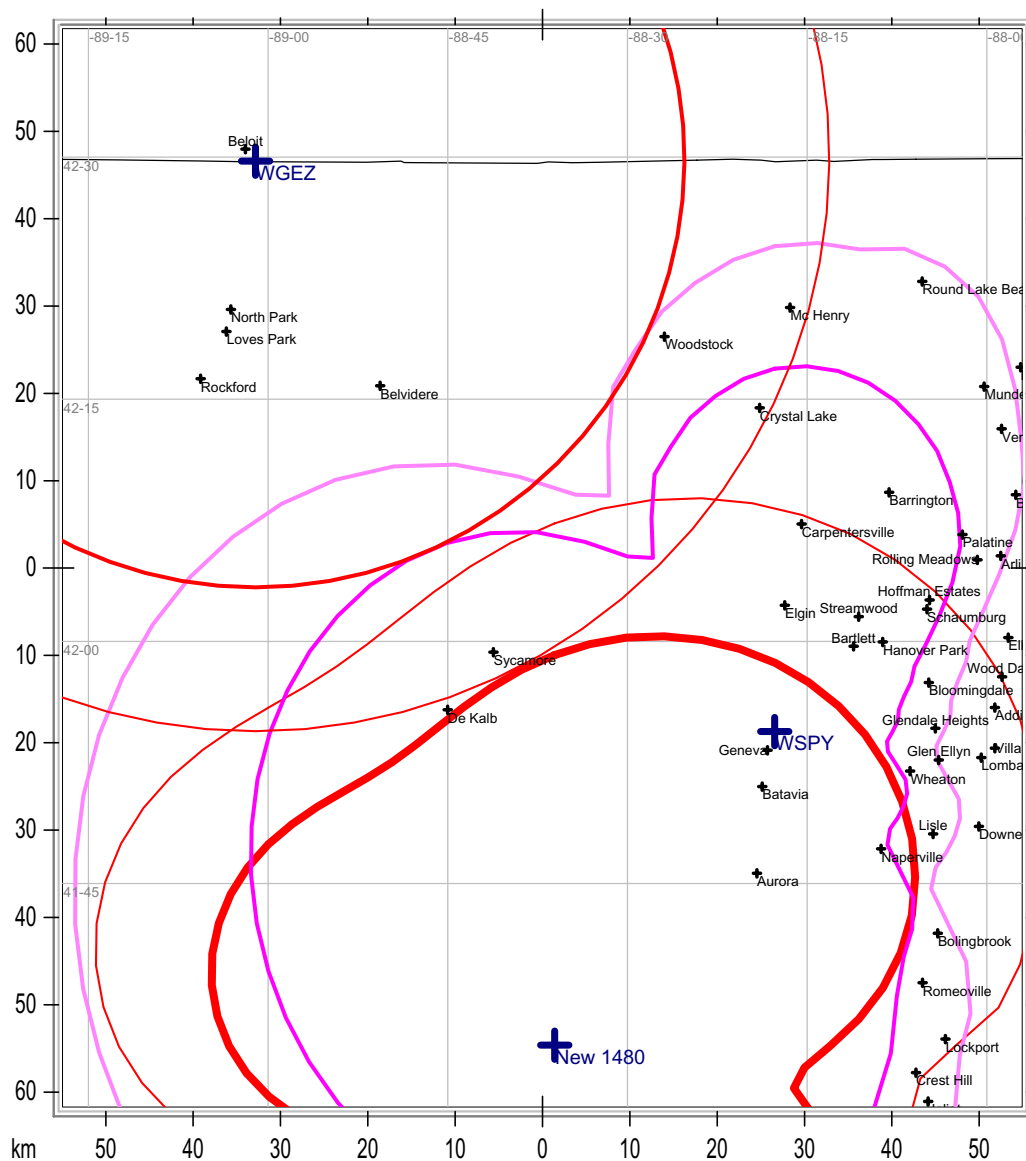 60
-89-15 -89-00 -88-45 -88-30 -88-15 -88-0
50
Beloit
42-30
WGEZ
40
Round Lake Bea
30
North Park
Mc Henry
Loves Park
Woodstock
20
Rockford
Belvidere
Munde
42-15
Crystal Lake
Ver
10
Barrington
B
Carpentersville
Palatine
0
Rolling Meadows
Arli
Hoffman Estates
Elgin
Streamwood
Schaumburg
Bartlett
Hanover Park
42-00
10
Sycamore
Wood Da
Bloomingdale
De Kalb
Addi
Glendale Heights
20
WSPY
Geneva
Glen Ellyn
Villa
Lomba
Wheaton
Batavia
30
Lisle
Downe
Naperville
Aurora
41-45
40
Bolingbrook
50
Romeoville
New 1480
Lockport
60
Crest Hill
km
50 40 30 20 10 0 10 20 30 40 50